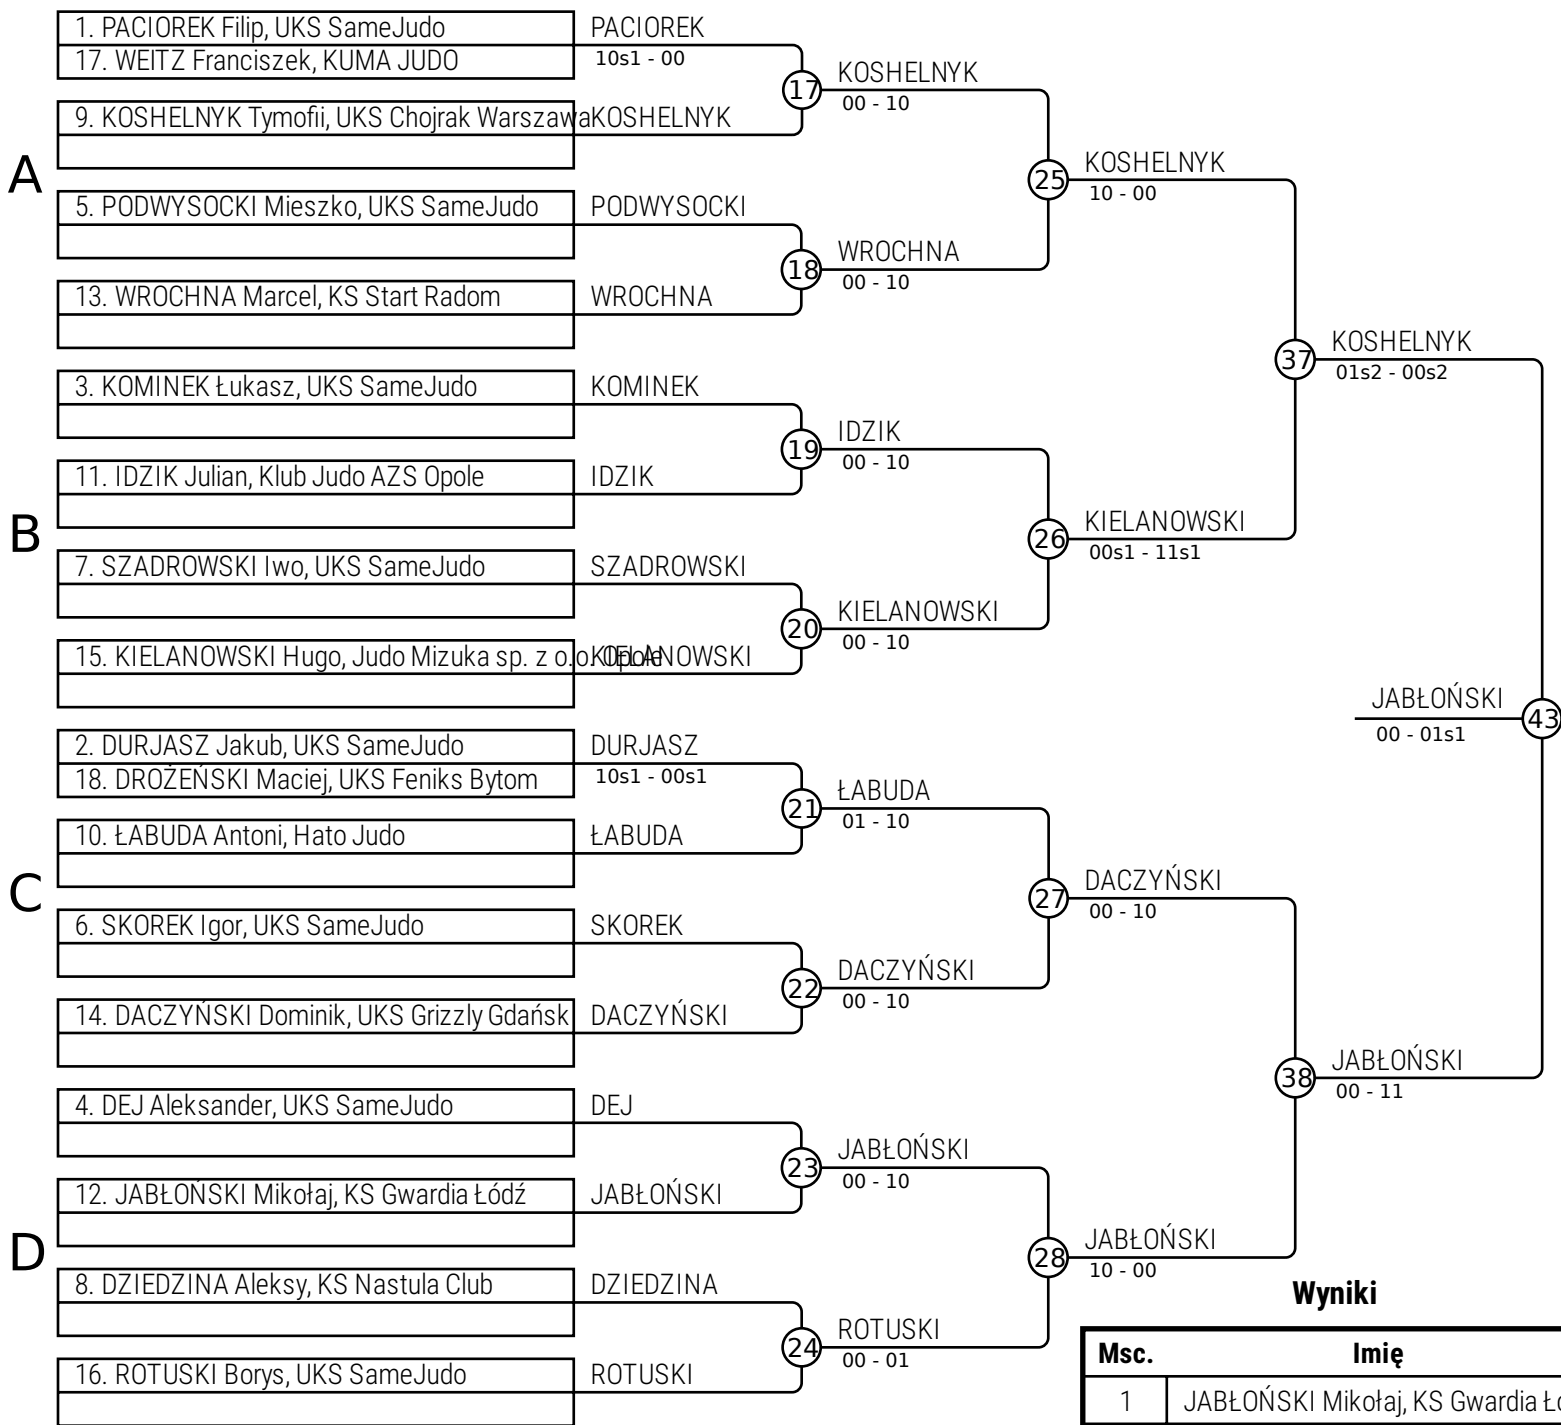 1. PACIOREK Filip, UKS SameJudo
17. WEITZ Franciszek, KUMA JUDO
PACIOREK
10s1 - 00
9. KOSHELNYK Tymofii, UKS Chojrak Warszawa
KOSHELNYK
17
KOSHELNYK
00 - 10
A
5. PODWYSOCKI Mieszko, UKS SameJudo
PODWYSOCKI
13. WROCHNA Marcel, KS Start Radom
WROCHNA
18
WROCHNA
00 - 10
25
KOSHELNYK
10 - 00
3. KOMINEK Łukasz, UKS SameJudo
KOMINEK
11. IDZIK Julian, Klub Judo AZS Opole
IDZIK
19
IDZIK
00 - 10
B
7. SZADROWSKI Iwo, UKS SameJudo
SZADROWSKI
15. KIELANOWSKI Hugo, Judo Mizuka sp. z o.o. Opole
KIELANOWSKI
20
KIELANOWSKI
00 - 10
26
KIELANOWSKI
00s1 - 11s1
37
KOSHELNYK
01s2 - 00s2
2. DURJASZ Jakub, UKS SameJudo
18. DROŻEŃSKI Maciej, UKS Feniks Bytom
DURJASZ
10s1 - 00s1
10. ŁABUDA Antoni, Hato Judo
ŁABUDA
21
ŁABUDA
01 - 10
C
6. SKOREK Igor, UKS SameJudo
SKOREK
14. DACZYŃSKI Dominik, UKS Grizzly Gdańsk
DACZYŃSKI
22
DACZYŃSKI
00 - 10
27
DACZYŃSKI
00 - 10
4. DEJ Aleksander, UKS SameJudo
DEJ
12. JABŁOŃSKI Mikołaj, KS Gwardia Łódź
JABŁOŃSKI
23
JABŁOŃSKI
00 - 10
D
8. DZIEDZINA Aleksy, KS Nastula Club
DZIEDZINA
16. ROTUSKI Borys, UKS SameJudo
ROTUSKI
24
ROTUSKI
00 - 01
28
JABŁOŃSKI
10 - 00
38
JABŁOŃSKI
00 - 11
JABŁOŃSKI
00 - 01s1
43
Wyniki
Msc. Imię
1 JABŁOŃSKI Mikołaj, KS Gwardia